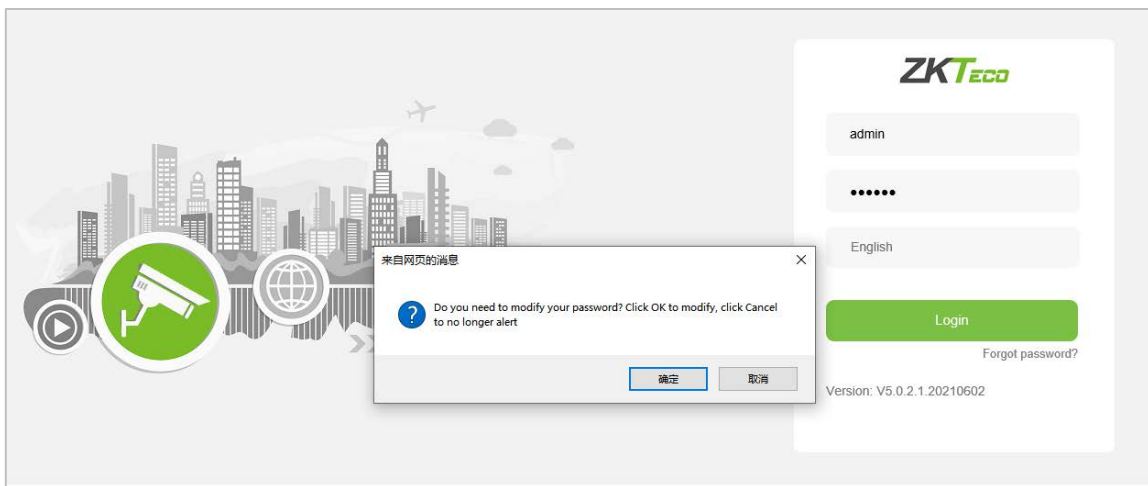 ZKTECO
admin
••••••
English
来自网页的消息
Do you need to modify your password? Click OK to modify, click Cancel
to no longer alert
确定
取消
Login
Forgot password?
Version: V5.0.2.1.20210602